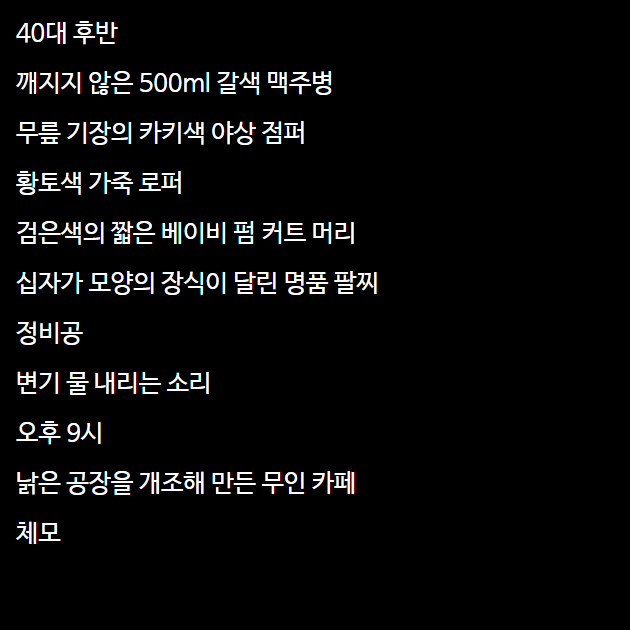 40대 후반
깨지지 않은 500ml 갈색 맥주병
무릎 기장의 카키색 야상 점퍼
황토색 가죽 로퍼
검은색의 짧은 베이비 펌 커트 머리
십자가 모양의 장식이 달린 명품 팔찌
정비공
변기 물 내리는 소리
오후 9시
낡은 공장을 개조해 만든 무인 카페
체모